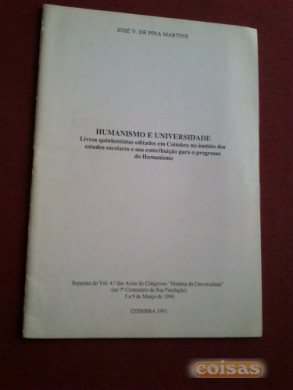 JOSÉ V. DE PINA MARTINS
HUMANISMO E UNIVERSIDADE
Livros quinhentistas editados em Coimbra no âmbito dos
estudos escolares e sua contribuição para o progresso
do Humanismo
Separata do Vol. 4.º das Actas do Congresso "História da Universidade"
(no 7º Centenário da Sua Fundação)
5 a 9 de Março de 1990
COIMBRA 1991
coisas